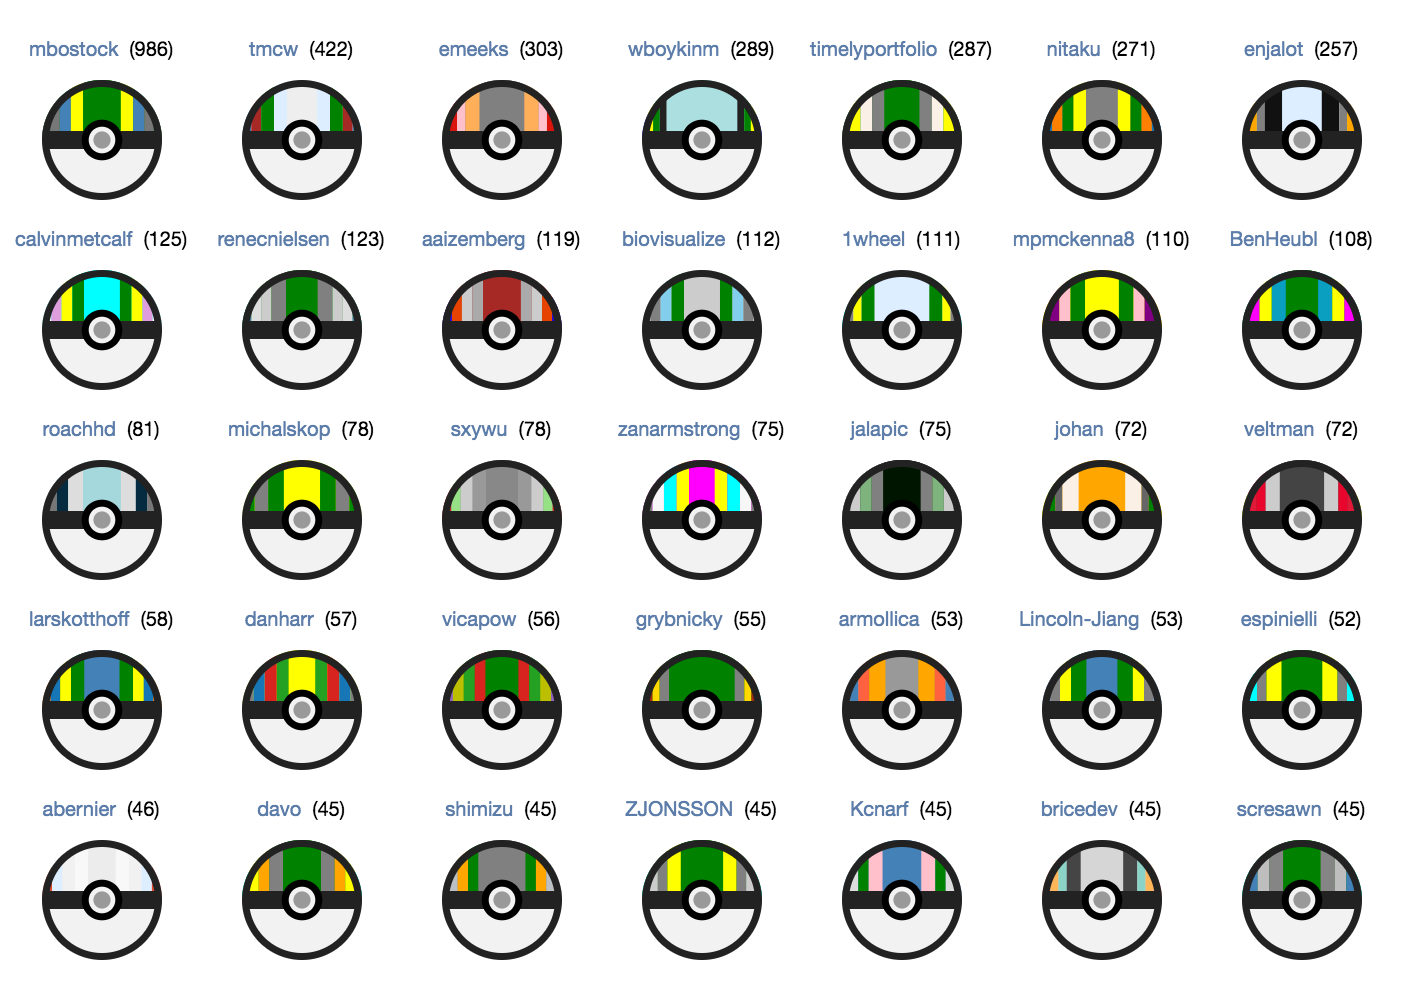 mbostock (986) tmcw (422) emeeks (303) wboykinm (289) timelyportfolio (287) nitaku (271) enjalot (257)
calvinmetcalf (125) renecnielsen (123) aaizemberg (119) biovisualize (112) 1wheel (111) mpmckenna8 (110) BenHeubl (108)
roachhd (81) michalskop (78) sxywu (78) zanarmstrong (75) jalapic (75) johan (72) veltman (72)
larskotthoff (58) danharr (57) vicapow (56) grybnicky (55) armollica (53) Lincoln-Jiang (53) espinielli (52)
abernier (46) davo (45) shimizu (45) ZJONSSON (45) Kcnarf (45) bricedev (45) scresawn (45)